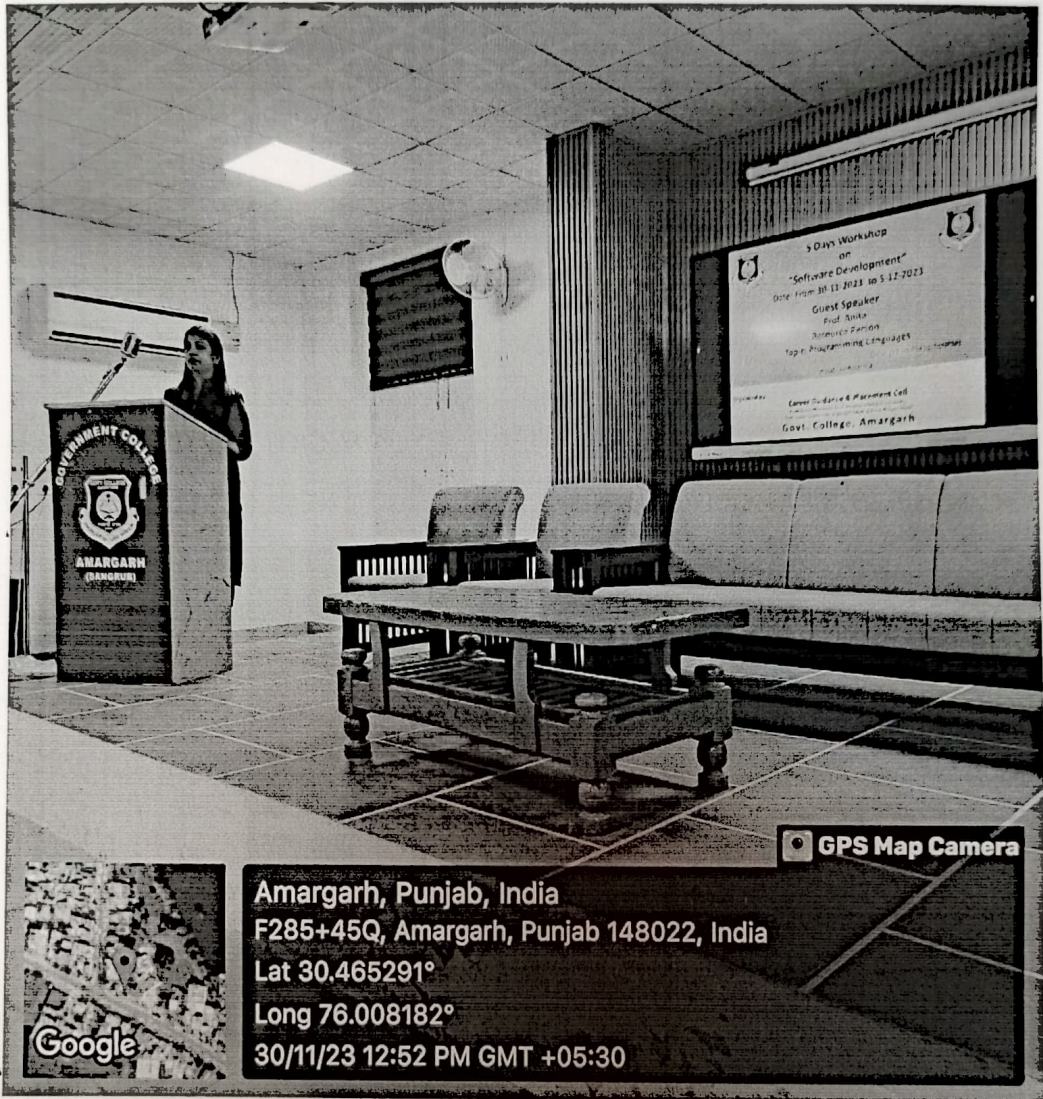 GOVERNMENT COLLEGE
AMARGARH
(SANGRUR)
5 Days Workshop
on
"Software Development"
Date: From 30-11-2023 to 5-12-2023
Guest Speaker
Prof. Anita
Resource Person
Topic: Programming Languages
Career Guidance & Placement Cell
Govt. College, Amargarh
GPS Map Camera
Amargarh, Punjab, India
F285+45Q, Amargarh, Punjab 148022, India
Lat 30.465291°
Long 76.008182°
30/11/23 12:52 PM GMT +05:30
Google